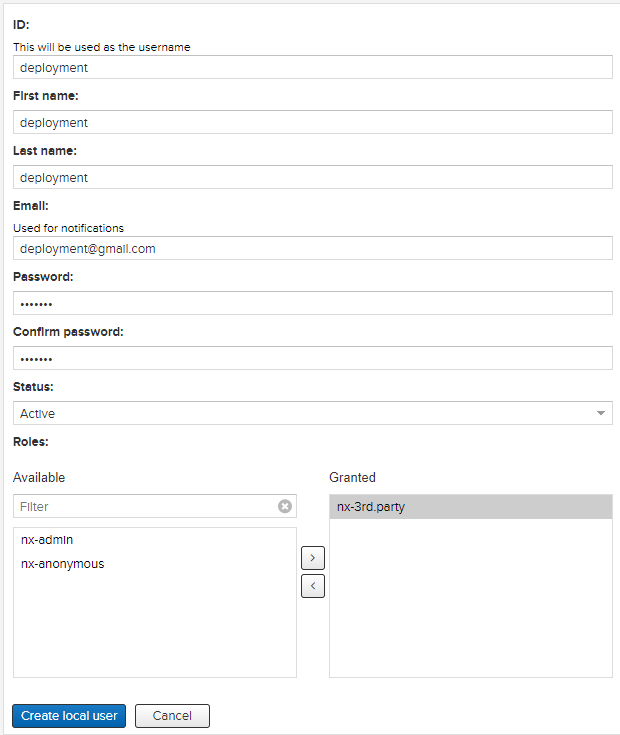 ID:
This will be used as the username
deployment
First name:
deployment
Last name:
deployment
Email:
Used for notifications
deployment@gmail.com
Password:
•••••••
Confirm password:
•••••••
Status:
Active
Roles:
Available
Granted
Filter
nx-3rd.party
nx-admin
nx-anonymous
>
<
Create local user
Cancel